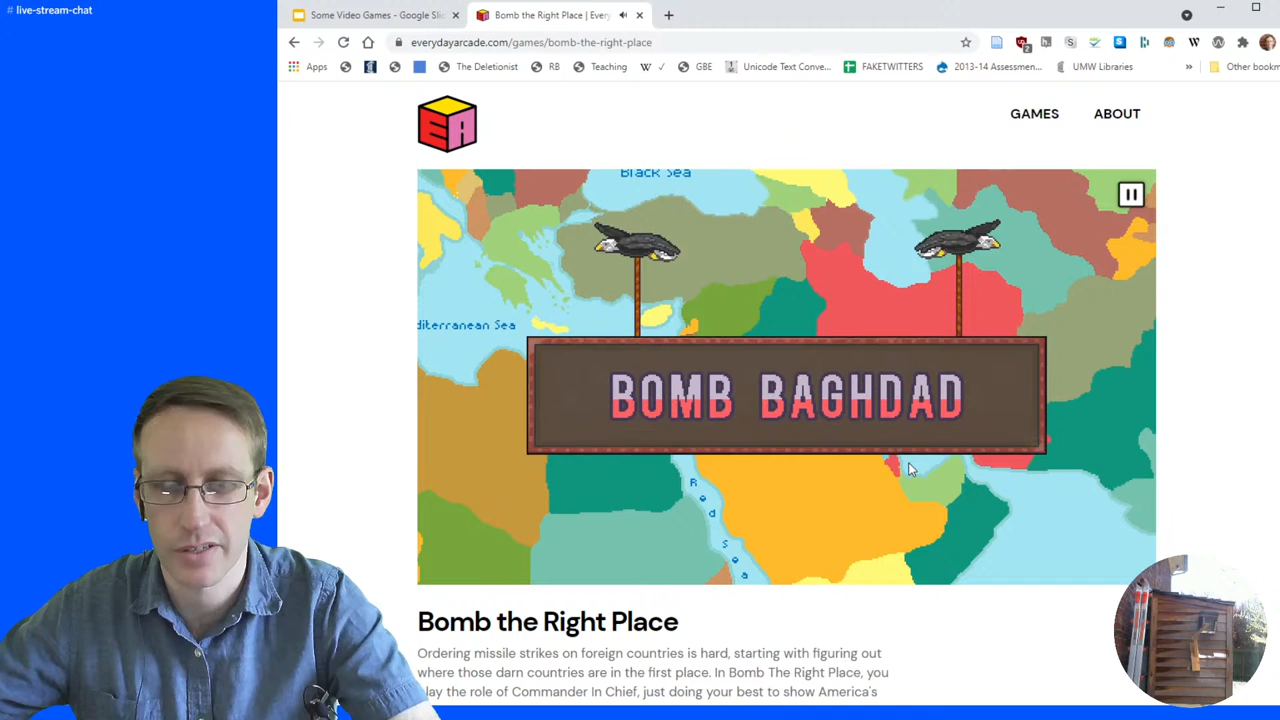 # live-stream-chat
Some Video Games - Google Slid
Bomb the Right Place | Every
everydayarcade.com/games/bomb-the-right-place
Apps
The Deletionist
RB
Teaching
GBE
Unicode Text Conve...
FAKETWITTERS
2013-14 Assessmen...
UMW Libraries
»
Other bookm
EA
GAMES
ABOUT
Black Sea
diterranean Sea
BOMB BAGHDAD
Red Sea
Bomb the Right Place
Ordering missile strikes on foreign countries is hard, starting with figuring out
where those darn countries are in the first place. In Bomb The Right Place, you
lay the role of Commander In Chief, just doing your best to show America's